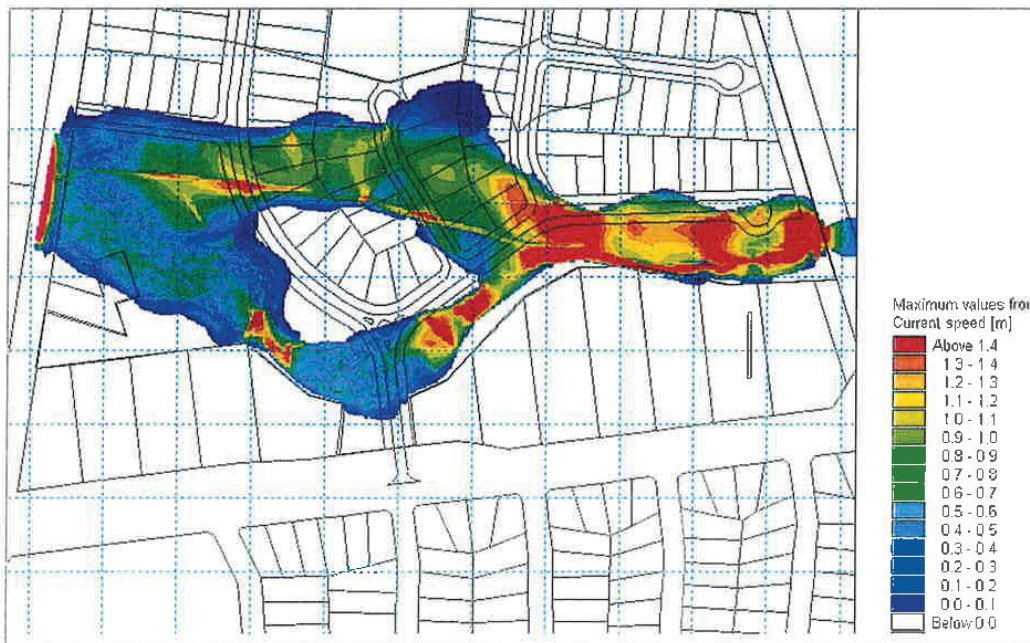 Maximum values from
Current speed [m]
Above 1.4
1.3 - 1.4
1.2 - 1.3
1.1 - 1.2
1.0 - 1.1
0.9 - 1.0
0.8 - 0.9
0.7 - 0.8
0.6 - 0.7
0.5 - 0.6
0.4 - 0.5
0.3 - 0.4
0.2 - 0.3
0.1 - 0.2
0.0 - 0.1
Below 0.0